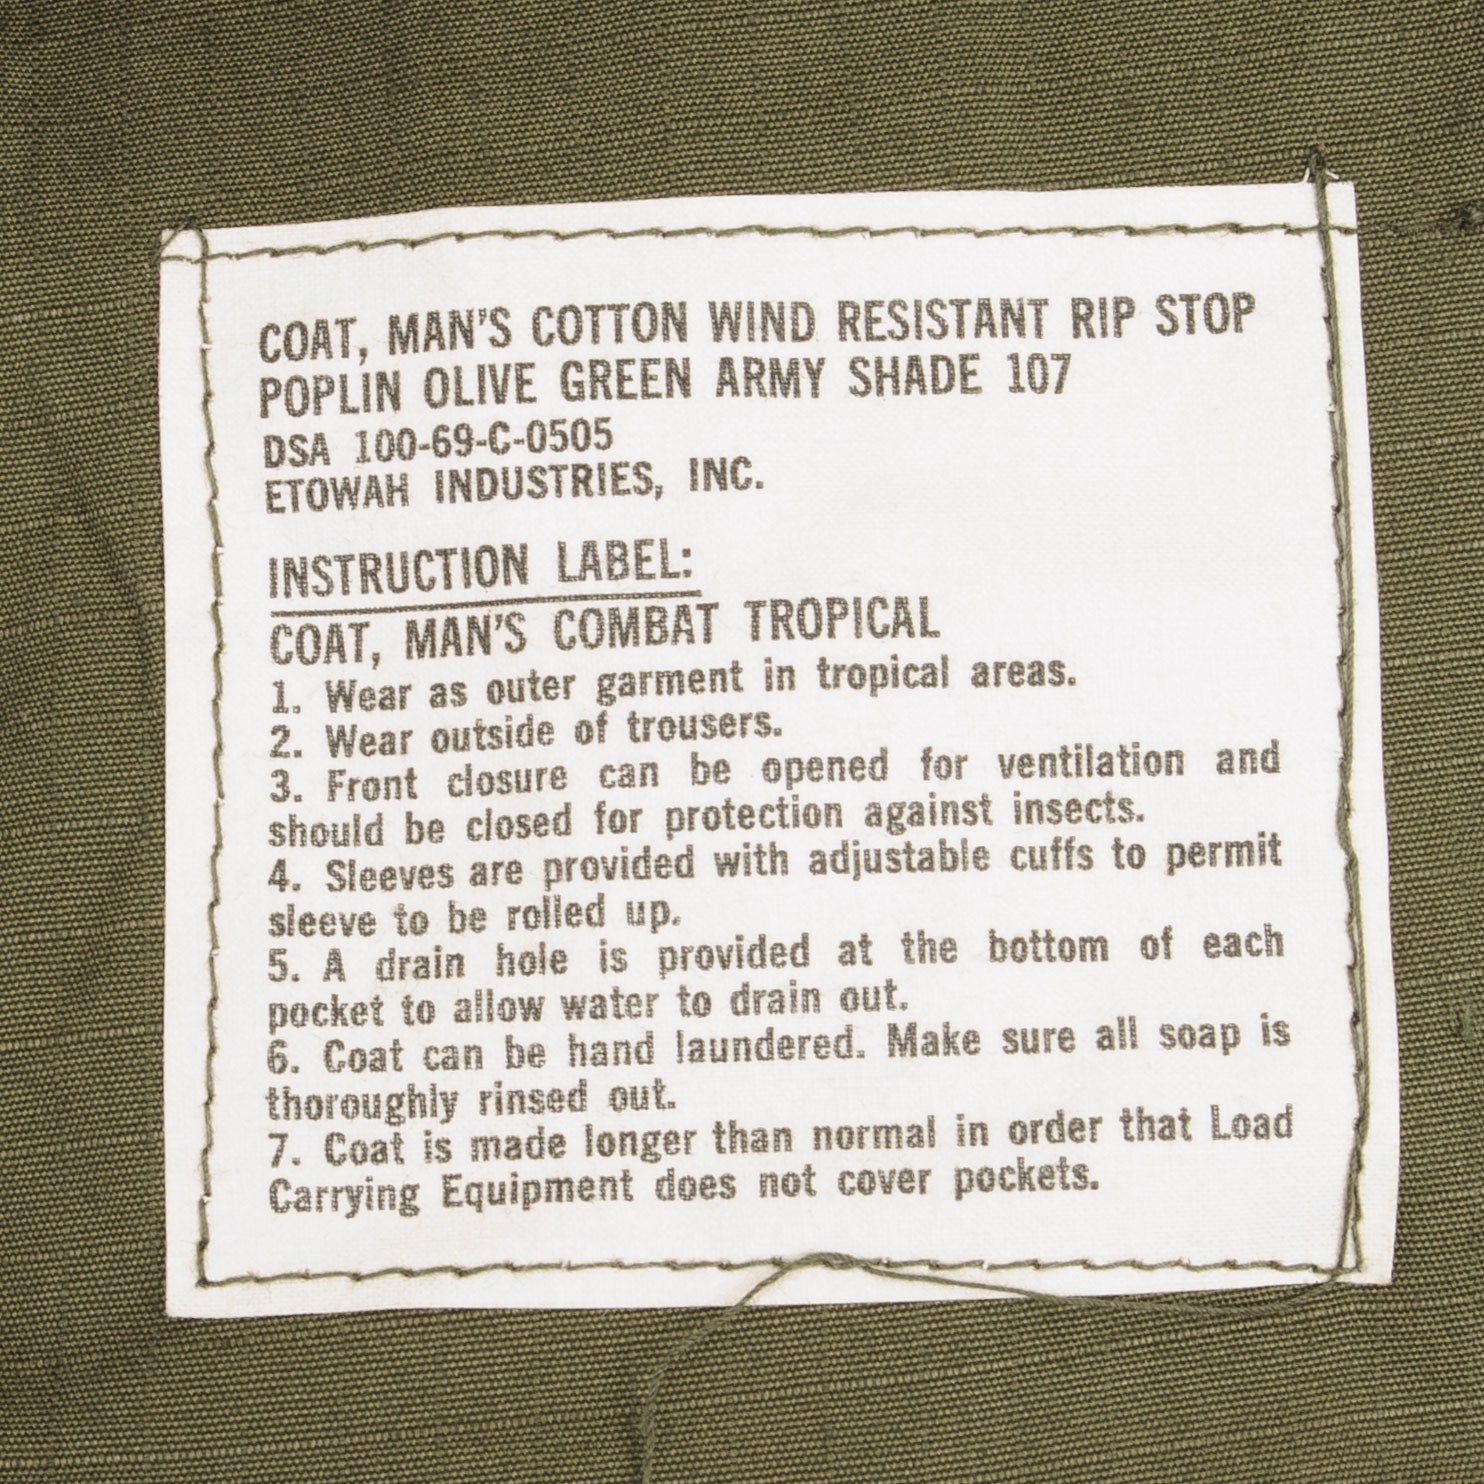 COAT, MAN'S COTTON WIND RESISTANT RIP STOP
POPLIN OLIVE GREEN ARMY SHADE 107
DSA 100-69-C-0505
ETOWAH INDUSTRIES, INC.
INSTRUCTION LABEL:
COAT, MAN'S COMBAT TROPICAL
1. Wear as outer garment in tropical areas.
2. Wear outside of trousers.
3. Front closure can be opened for ventilation and
should be closed for protection against insects.
4. Sleeves are provided with adjustable cuffs to permit
sleeve to be rolled up.
5. A drain hole is provided at the bottom of each
pocket to allow water to drain out.
6. Coat can be hand laundered. Make sure all soap is
thoroughly rinsed out.
7. Coat is made longer than normal in order that Load
Carrying Equipment does not cover pockets.